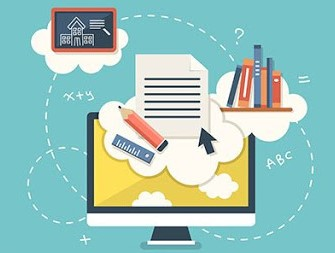 ?
=
x+y
ABC
+